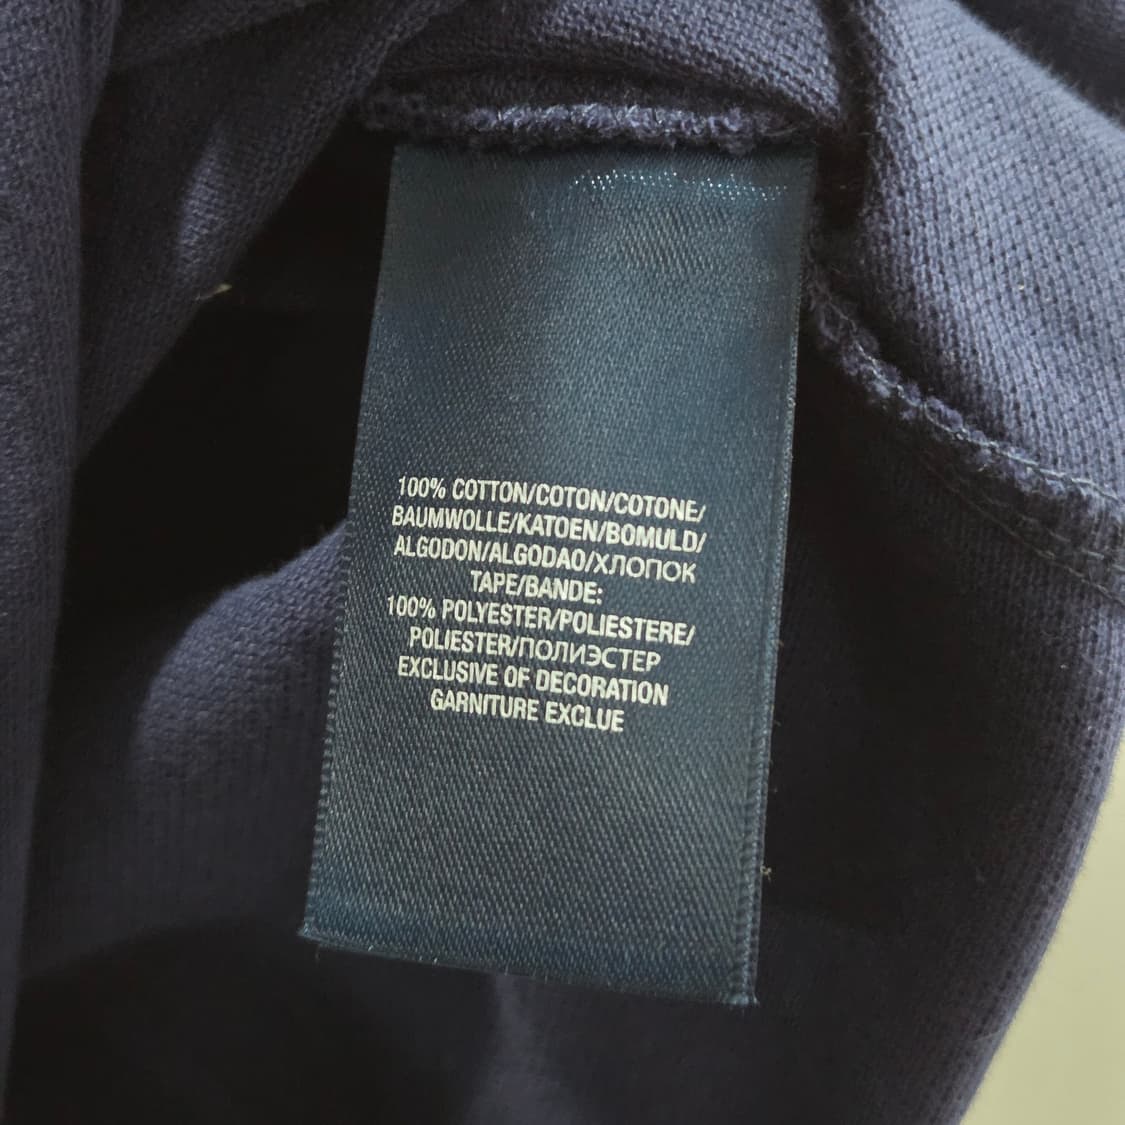 100% COTTON/COTON/COTONE/
BAUMWOLLE/KATOEN/BOMULD/
ALGODON/ALGODAO/ХЛОПОК
TAPE/BANDE:
100% POLYESTER/POLIESTERE/
POLIESTER/ПОЛИЭСТЕР
EXCLUSIVE OF DECORATION
GARNITURE EXCLUE